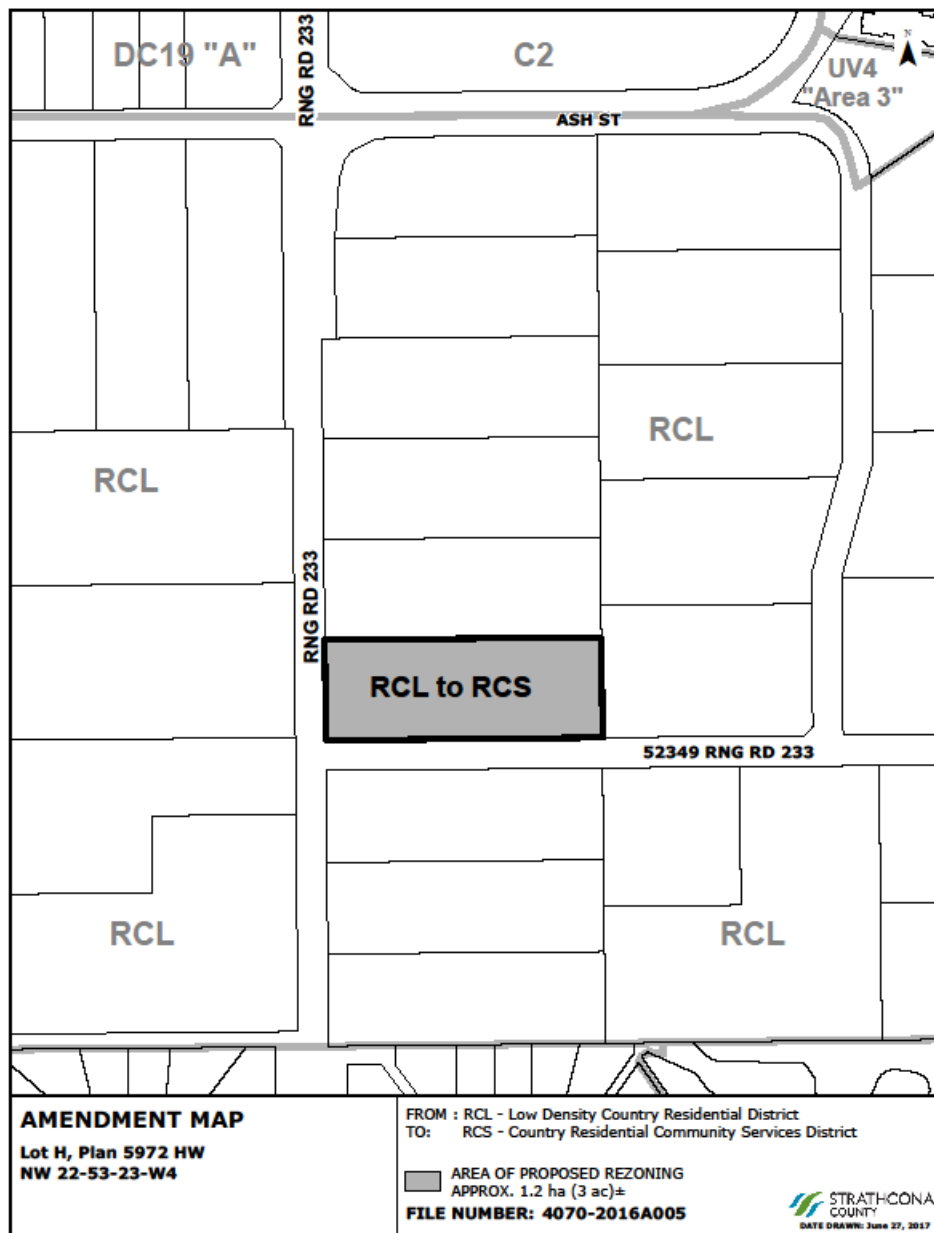 DC19 "A"
RNG RD 233
C2
N
UV4
"Area 3"
ASH ST
RCL
RCL
RNG RD 233
RCL to RCS
52349 RNG RD 233
RCL
RCL
AMENDMENT MAP
Lot H, Plan 5972 HW
NW 22-53-23-W4
FROM : RCL - Low Density Country Residential District
TO: RCS - Country Residential Community Services District
AREA OF PROPOSED REZONING
APPROX. 1.2 ha (3 ac)±
FILE NUMBER: 4070-2016A005
STRATHCONA
COUNTY
DATE DRAWN: June 27, 2017